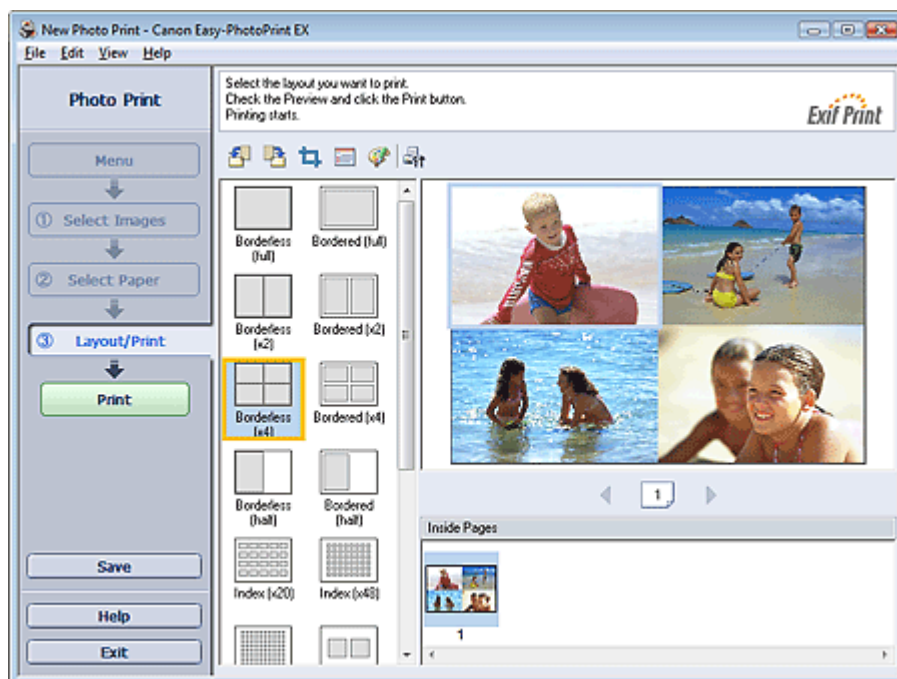 New Photo Print - Canon Easy-PhotoPrint EX
File Edit View Help
Photo Print
Select the layout you want to print.
Check the Preview and click the Print button.
Printing starts.
Exif Print
Menu
① Select Images
② Select Paper
③ Layout/Print
Print
Save
Help
Exit
Borderless
(full)
Bordered (full)
Borderless
(x2)
Bordered (x2)
Borderless
(x4)
Bordered (x4)
Borderless
(half)
Bordered
(half)
Index (x20)
Index (x48)
1
Inside Pages
1